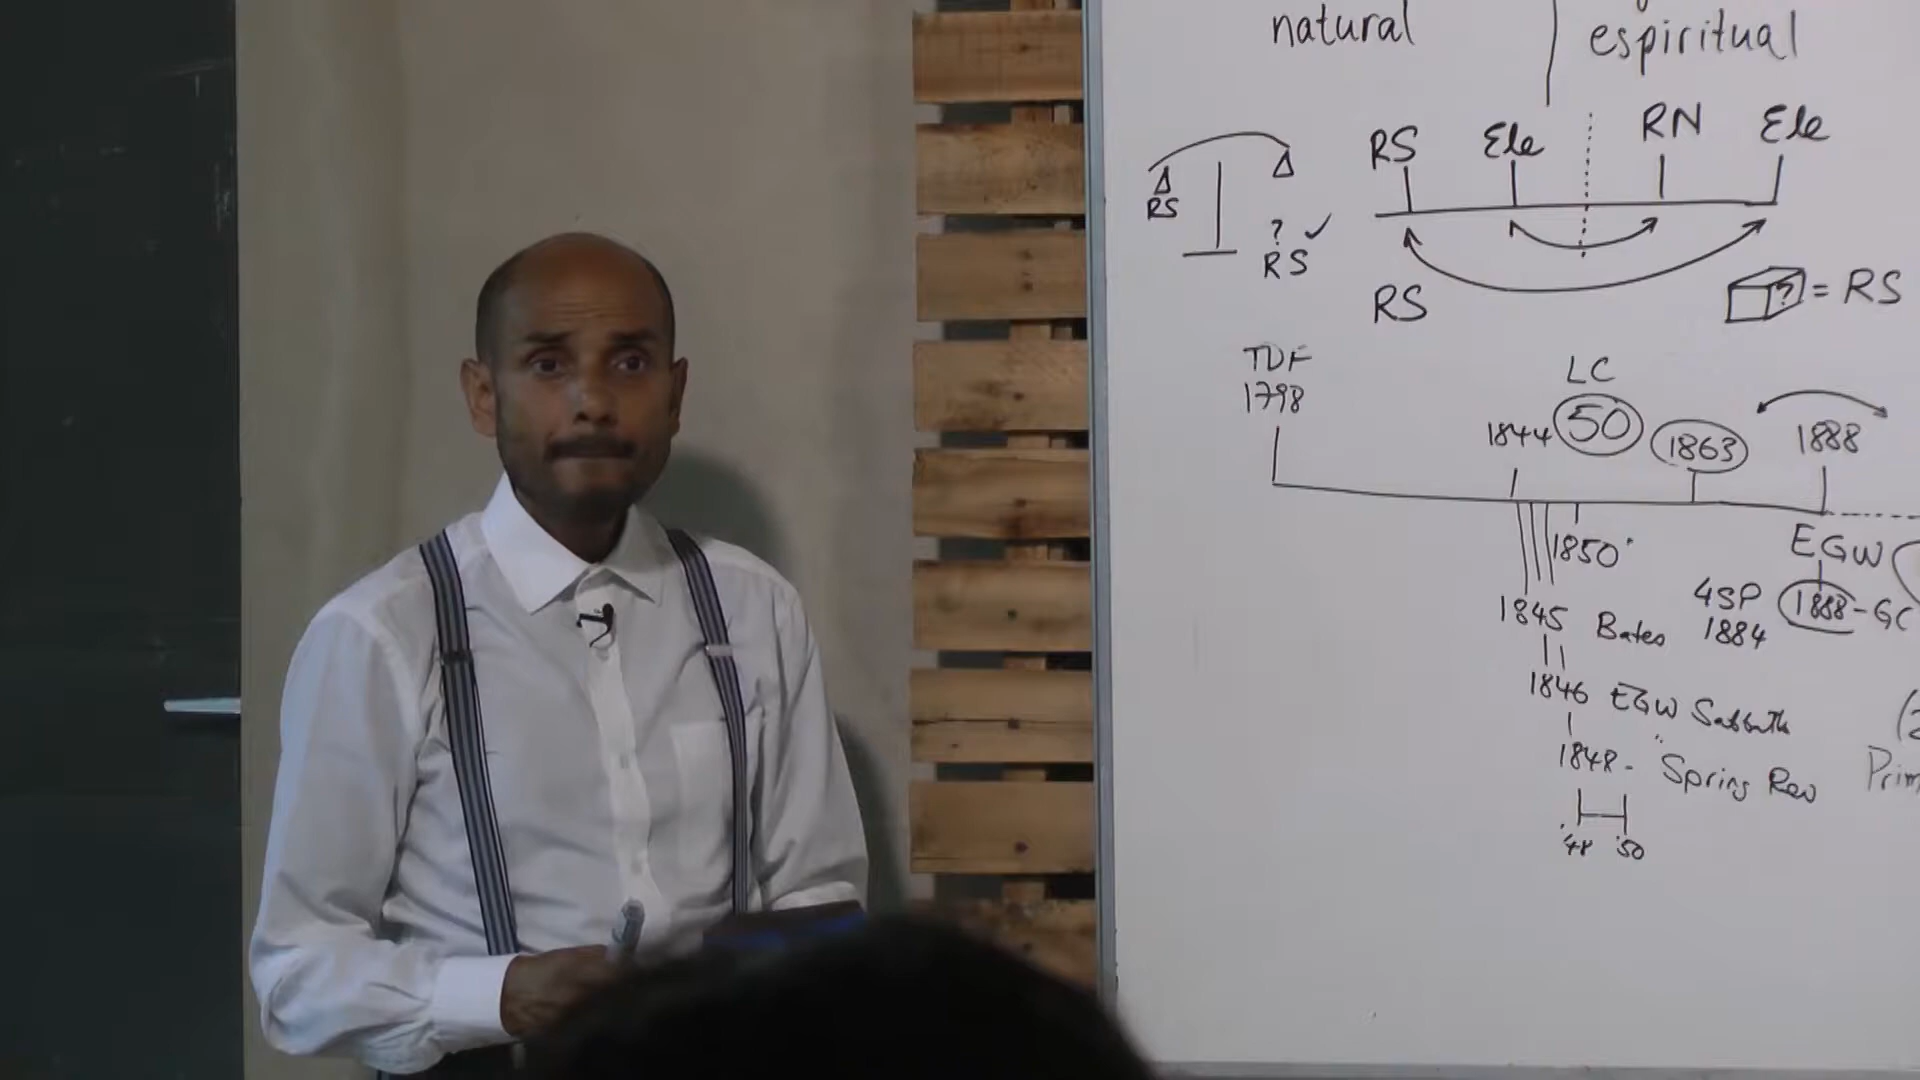 natural
espiritual
RS Ele RN Ele
RS
?
RS ✓
RS
? = RS
TDF
1798
LC
1844 50 1863 1888
1850
EGW
1845 Bates
4SP
1884
1888-GC
1846 EGW Sabbath
1848- Spring Rev
'48 '50